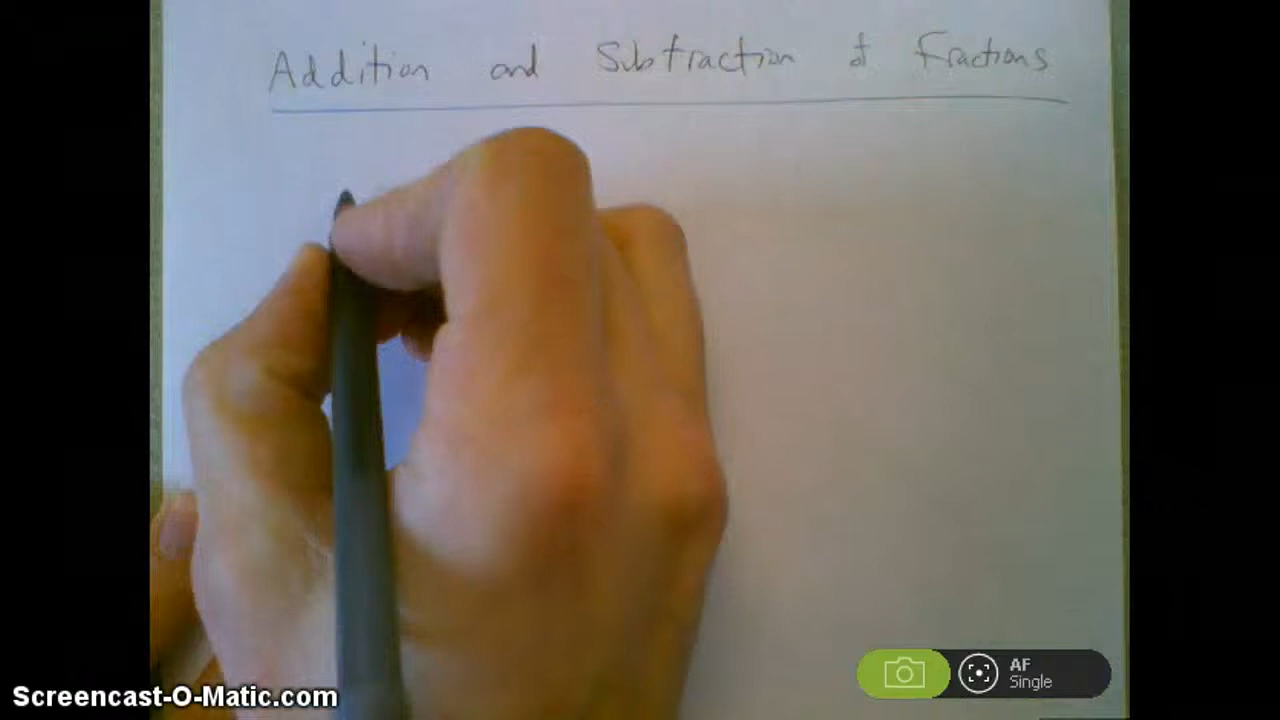 Addition and Subtraction of Fractions
AF
Single
Screencast-O-Matic.com